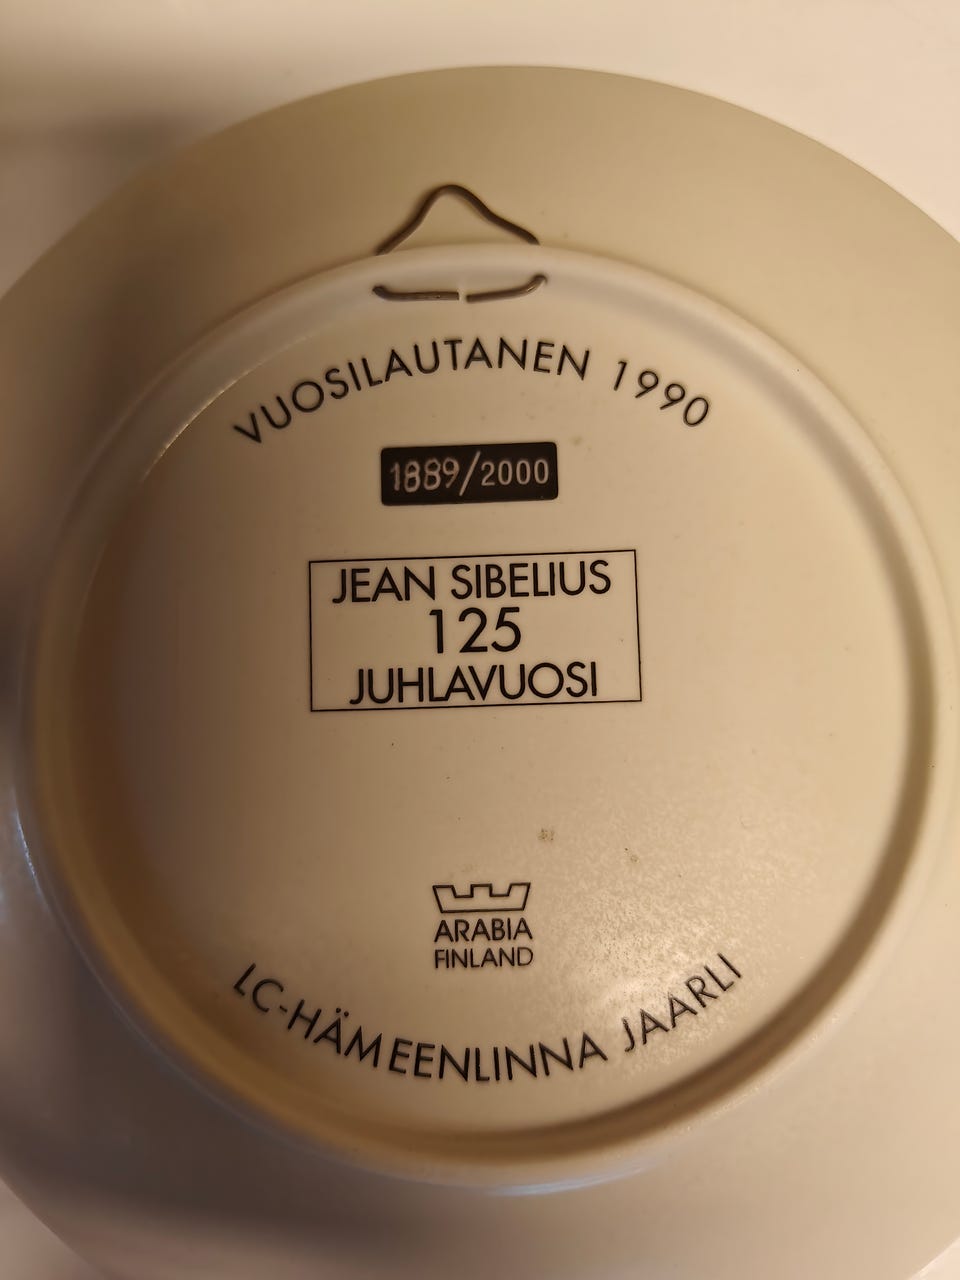 VUOSILAUTANEN 1990
1889/2000
JEAN SIBELIUS
125
JUHLAVUOSI
ARABIA
FINLAND
LC-HÄMEENLINNA JAARLI